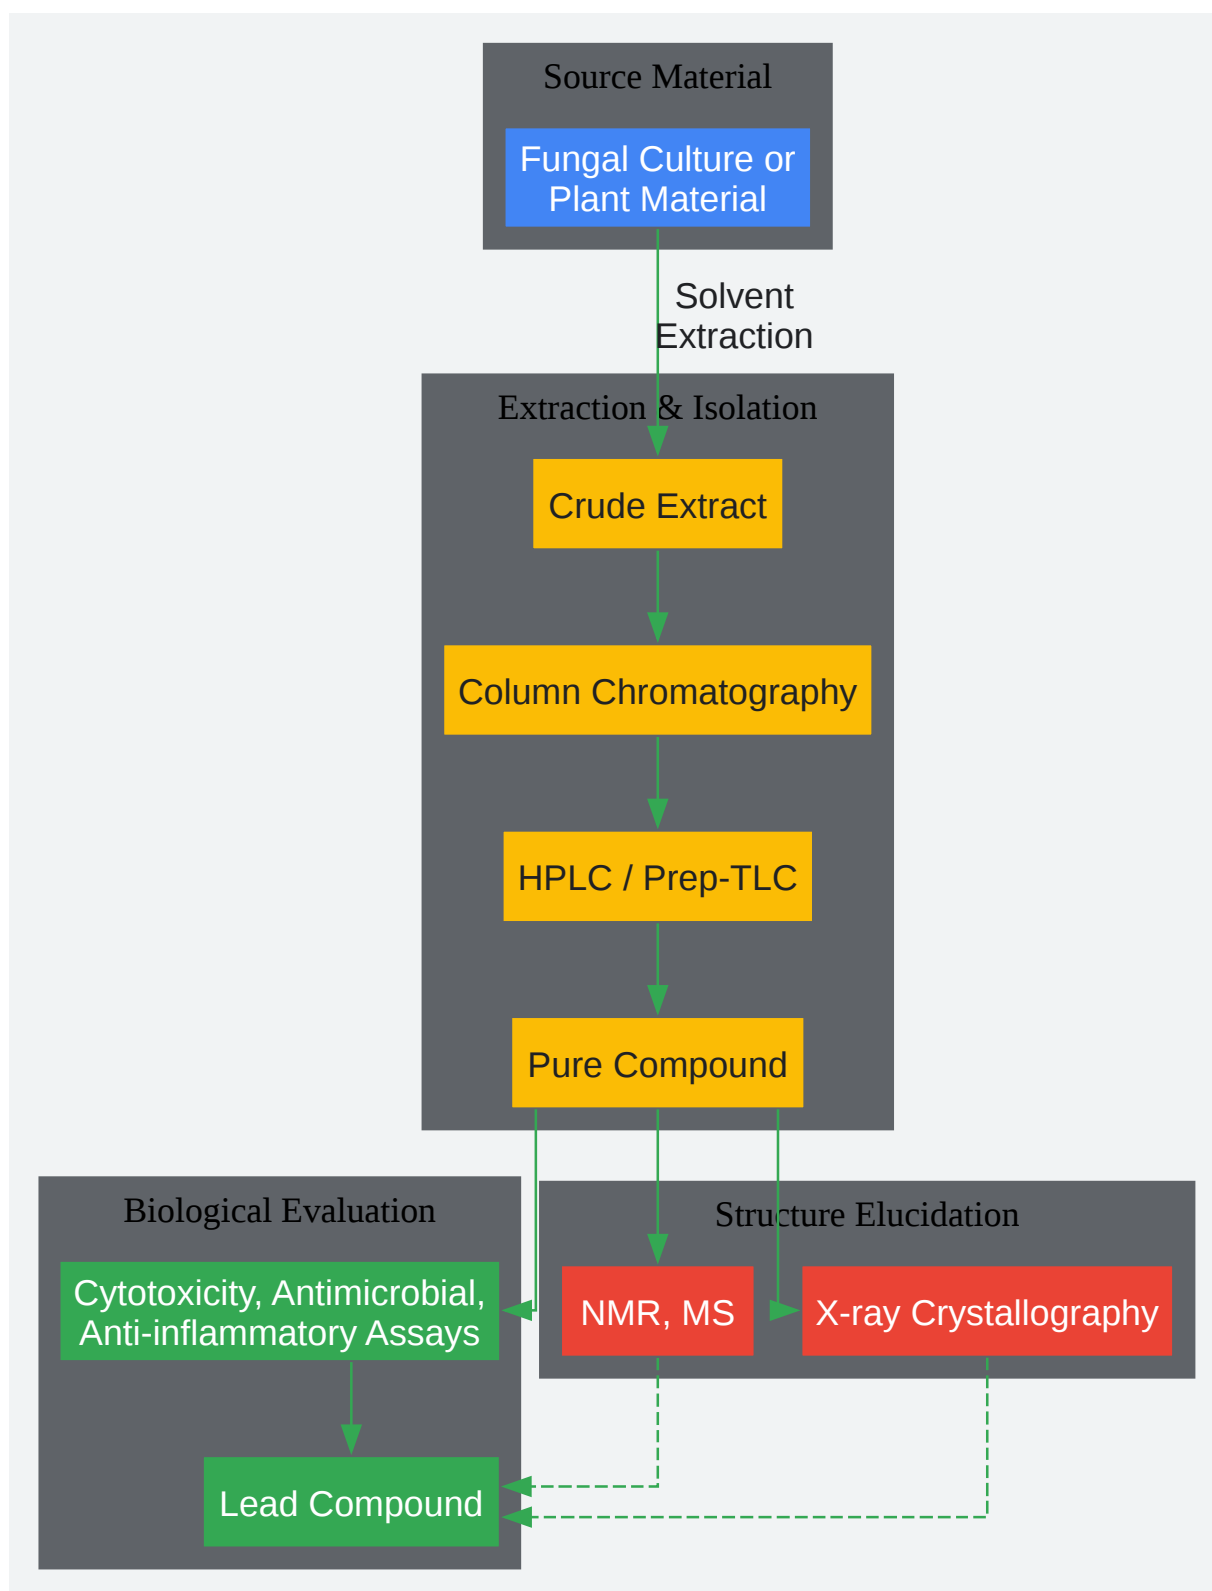 Source Material
Fungal Culture or
Plant Material
Solvent
Extraction
Extraction & Isolation
Crude Extract
Column Chromatography
HPLC / Prep-TLC
Pure Compound
Biological Evaluation
Cytotoxicity, Antimicrobial,
Anti-inflammatory Assays
Lead Compound
Structure Elucidation
NMR, MS
X-ray Crystallography